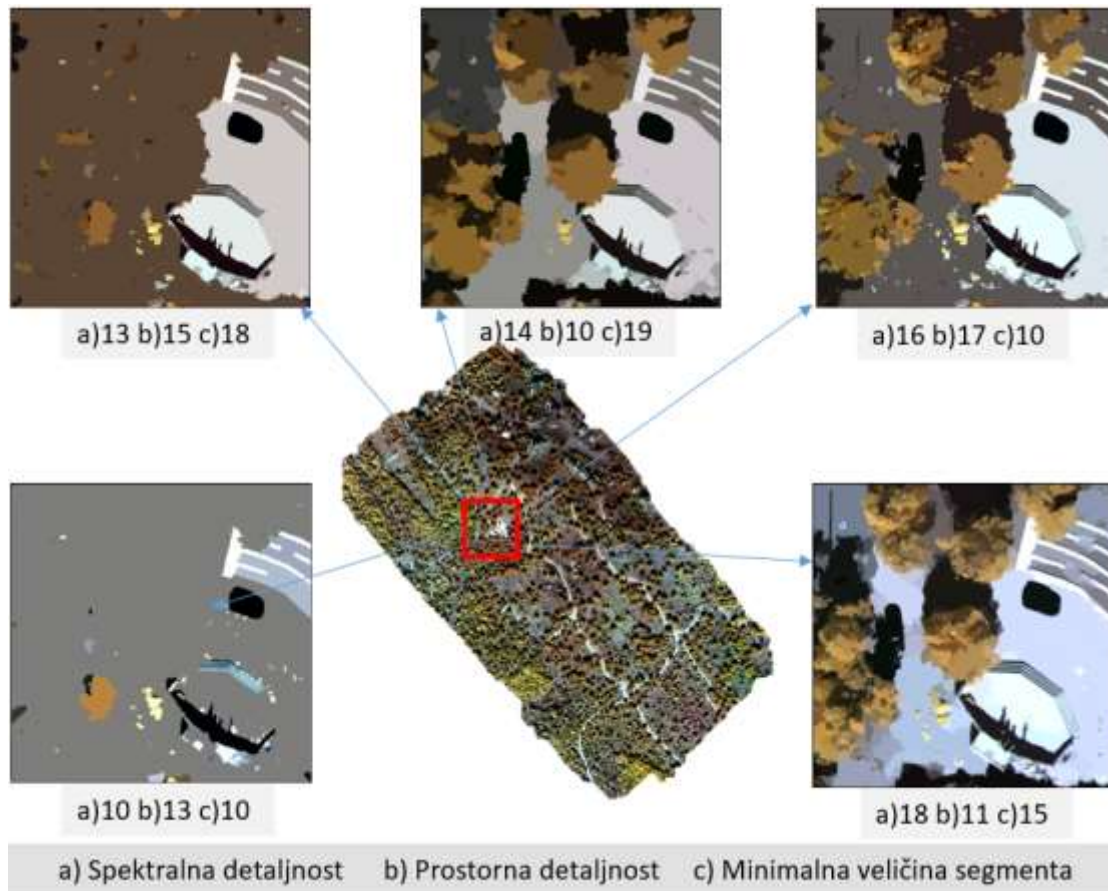 a)13 b)15 c)18
a)14 b)10 c)19
a)16 b)17 c)10
a)10 b)13 c)10
a)18 b)11 c)15
a) Spektralna detaljnost b) Prostorna detaljnost c) Minimalna veličina segmenta